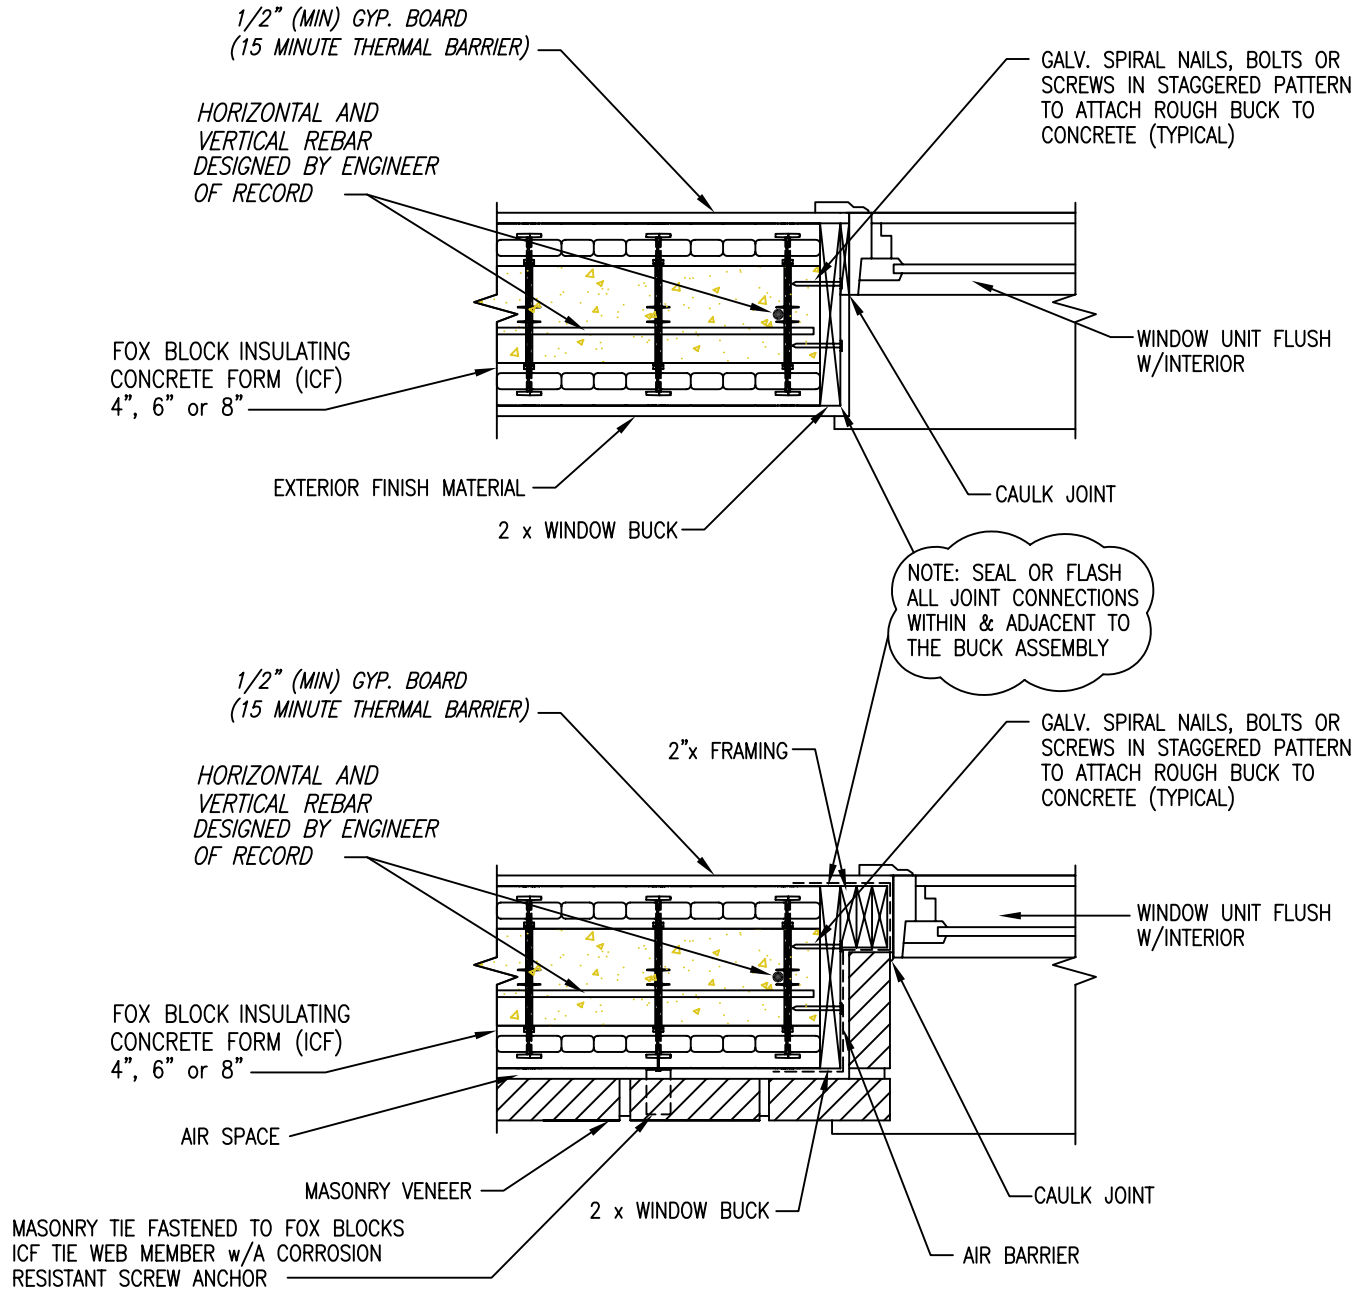 1/2” (MIN) GYP. BOARD
(15 MINUTE THERMAL BARRIER)
GALV. SPIRAL NAILS, BOLTS OR
SCREWS IN STAGGERED PATTERN
TO ATTACH ROUGH BUCK TO
CONCRETE (TYPICAL)
HORIZONTAL AND
VERTICAL REBAR
DESIGNED BY ENGINEER
OF RECORD
WINDOW UNIT FLUSH
W/INTERIOR
FOX BLOCK INSULATING
CONCRETE FORM (ICF)
4”, 6” or 8”
EXTERIOR FINISH MATERIAL
CAULK JOINT
2 x WINDOW BUCK
NOTE: SEAL OR FLASH
ALL JOINT CONNECTIONS
WITHIN & ADJACENT TO
THE BUCK ASSEMBLY
1/2” (MIN) GYP. BOARD
(15 MINUTE THERMAL BARRIER)
2”x FRAMING
GALV. SPIRAL NAILS, BOLTS OR
SCREWS IN STAGGERED PATTERN
TO ATTACH ROUGH BUCK TO
CONCRETE (TYPICAL)
HORIZONTAL AND
VERTICAL REBAR
DESIGNED BY ENGINEER
OF RECORD
WINDOW UNIT FLUSH
W/INTERIOR
FOX BLOCK INSULATING
CONCRETE FORM (ICF)
4”, 6” or 8”
AIR SPACE
MASONRY VENEER
2 x WINDOW BUCK
CAULK JOINT
AIR BARRIER
MASONRY TIE FASTENED TO FOX BLOCKS
ICF TIE WEB MEMBER w/A CORROSION
RESISTANT SCREW ANCHOR